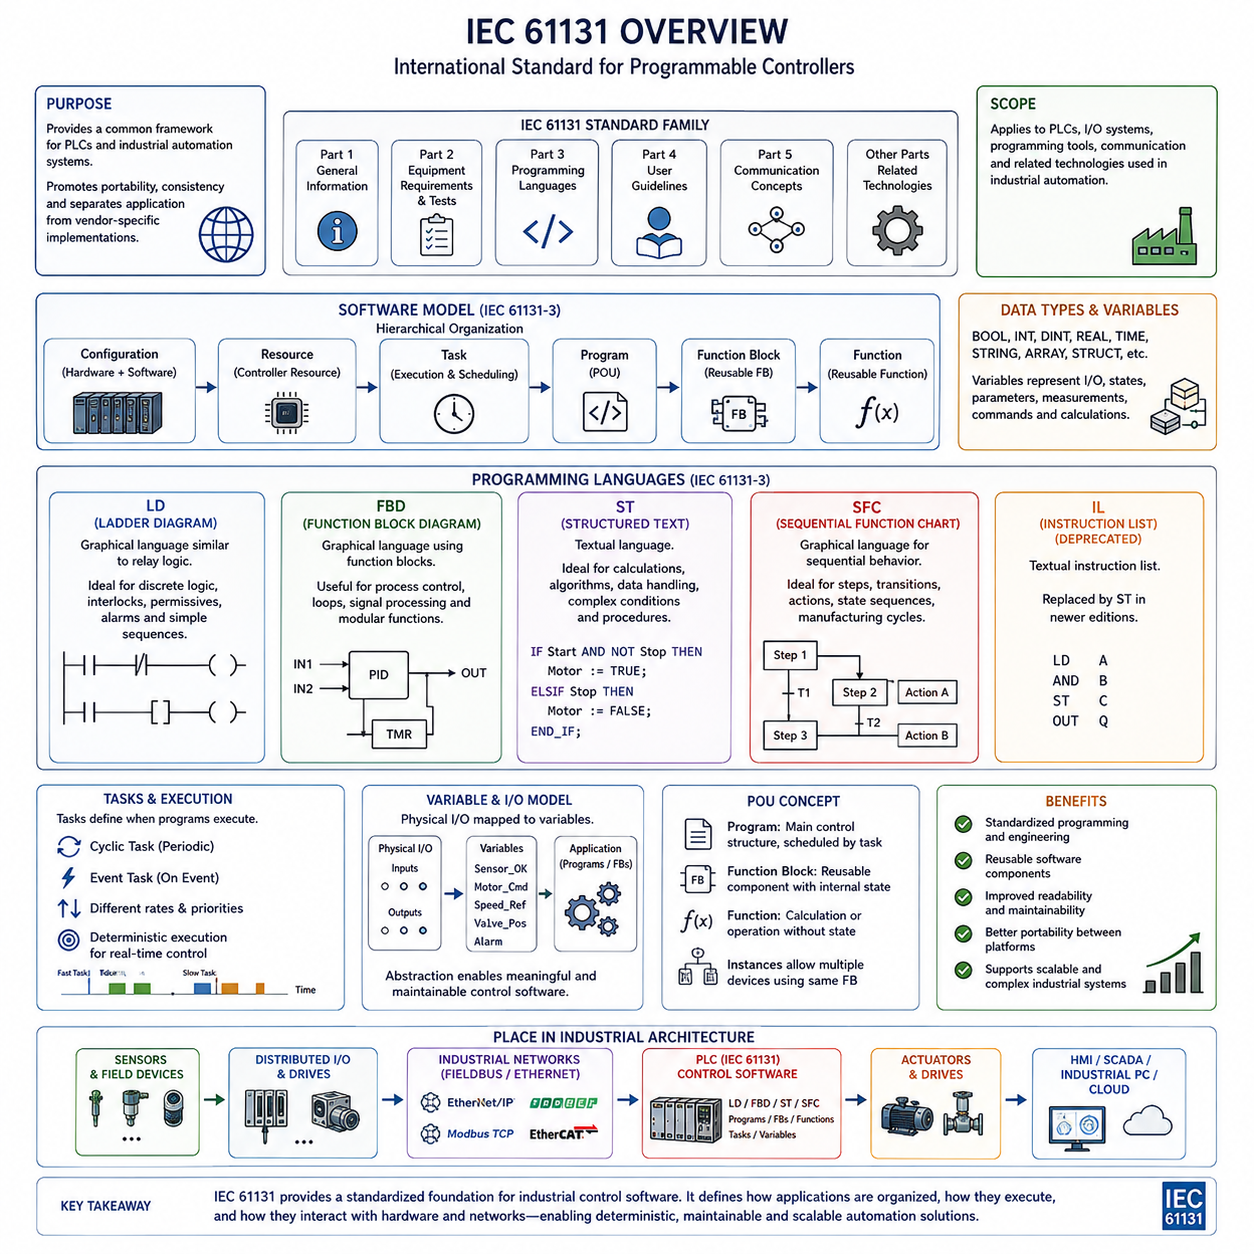 IEC 61131 OVERVIEW
International Standard for Programmable Controllers
PURPOSE
Provides a common framework
for PLCs and industrial automation
systems.
Promotes portability, consistency
and separates application
from vendor-specific
implementations.
IEC 61131 STANDARD FAMILY
Part 1
General
Information
i
Part 2
Equipment
Requirements
& Tests
Part 3
Programming
Languages
</>
Part 4
User
Guidelines
Part 5
Communication
Concepts
Other Parts
Related
Technologies
SCOPE
Applies to PLCs, I/O systems,
programming tools, communication
and related technologies used in
industrial automation.
SOFTWARE MODEL (IEC 61131-3)
Hierarchical Organization
Configuration
(Hardware + Software)
Resource
(Controller Resource)
Task
(Execution & Scheduling)
Program
(POU)
</>
Function Block
(Reusable FB)
FB
Function
(Reusable Function)
f(x)
DATA TYPES & VARIABLES
BOOL, INT, DINT, REAL, TIME,
STRING, ARRAY, STRUCT, etc.
Variables represent I/O, states,
parameters, measurements,
commands and calculations.
PROGRAMMING LANGUAGES (IEC 61131-3)
LD
(LADDER DIAGRAM)
Graphical language similar
to relay logic.
Ideal for discrete logic,
interlocks, permissives,
alarms and simple
sequences.
FBD
(FUNCTION BLOCK DIAGRAM)
Graphical language using
function blocks.
Useful for process control,
loops, signal processing and
modular functions.
IN1
IN2
PID
OUT
TMR
ST
(STRUCTURED TEXT)
Textual language.
Ideal for calculations,
algorithms, data handling,
complex conditions
and procedures.
IF Start AND NOT Stop THEN
Motor := TRUE;
ELSIF Stop THEN
Motor := FALSE;
END_IF;
SFC
(SEQUENTIAL FUNCTION CHART)
Graphical language for
sequential behavior.
Ideal for steps, transitions,
actions, state sequences,
manufacturing cycles.
Step 1
T1
Step 2
Action A
T2
Step 3
Action B
IL
(INSTRUCTION LIST)
(DEPRECATED)
Textual instruction list.
Replaced by ST in
newer editions.
LD A
AND B
ST C
OUT Q
TASKS & EXECUTION
Tasks define when programs execute.
Cyclic Task (Periodic)
Event Task (On Event)
Different rates & priorities
Deterministic execution
for real-time control
Fast Task
Slow Task
Time
VARIABLE & I/O MODEL
Physical I/O mapped to variables.
Physical I/O
Inputs
Outputs
Variables
Sensor_OK
Motor_Cmd
Speed_Ref
Valve_Pos
Alarm
Application
(Programs / FBs)
Abstraction enables meaningful and
maintainable control software.
POU CONCEPT
Program: Main control
structure, scheduled by task
FB
Function Block: Reusable
component with internal state
f(x)
Function: Calculation or
operation without state
Instances allow multiple
devices using same FB
BENEFITS
Standardized programming
and engineering
Reusable software
components
Improved readability
and maintainability
Better portability between
platforms
Supports scalable and
complex industrial systems
PLACE IN INDUSTRIAL ARCHITECTURE
SENSORS
& FIELD DEVICES
...
DISTRIBUTED I/O
& DRIVES
...
INDUSTRIAL NETWORKS
(FIELDBUS / ETHERNET)
EtherNet/IP
Modbus TCP
EtherCAT
PLC (IEC 61131)
CONTROL SOFTWARE
LD / FBD / ST / SFC
Programs / FBs / Functions
Tasks / Variables
ACTUATORS
& DRIVES
HMI / SCADA /
INDUSTRIAL PC /
CLOUD
KEY TAKEAWAY
IEC 61131 provides a standardized foundation for industrial control software. It defines how applications are organized, how they execute,
and how they interact with hardware and networks—enabling deterministic, maintainable and scalable automation solutions.
IEC
61131